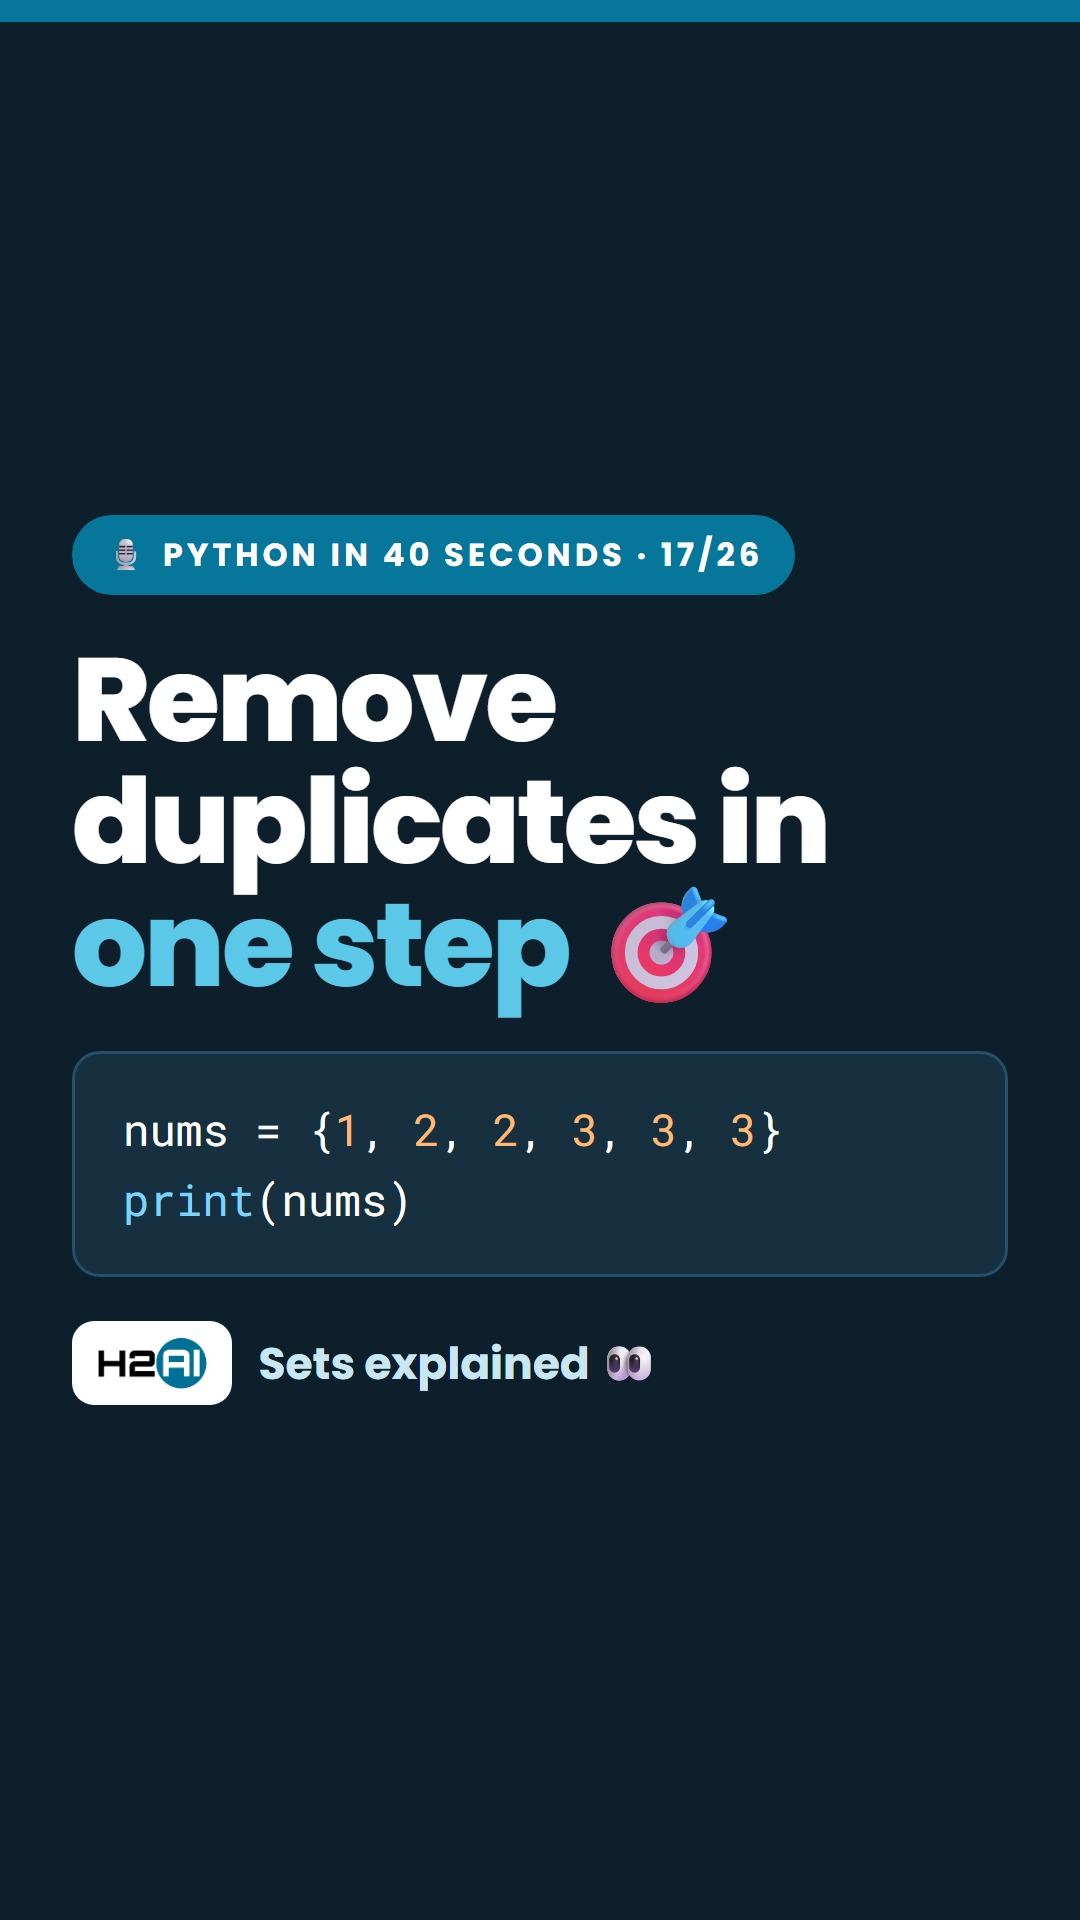 PYTHON IN 40 SECONDS · 17/26
Remove
duplicates in
one step
nums = {1, 2, 2, 3, 3, 3}
print(nums)
H2AI
Sets explained